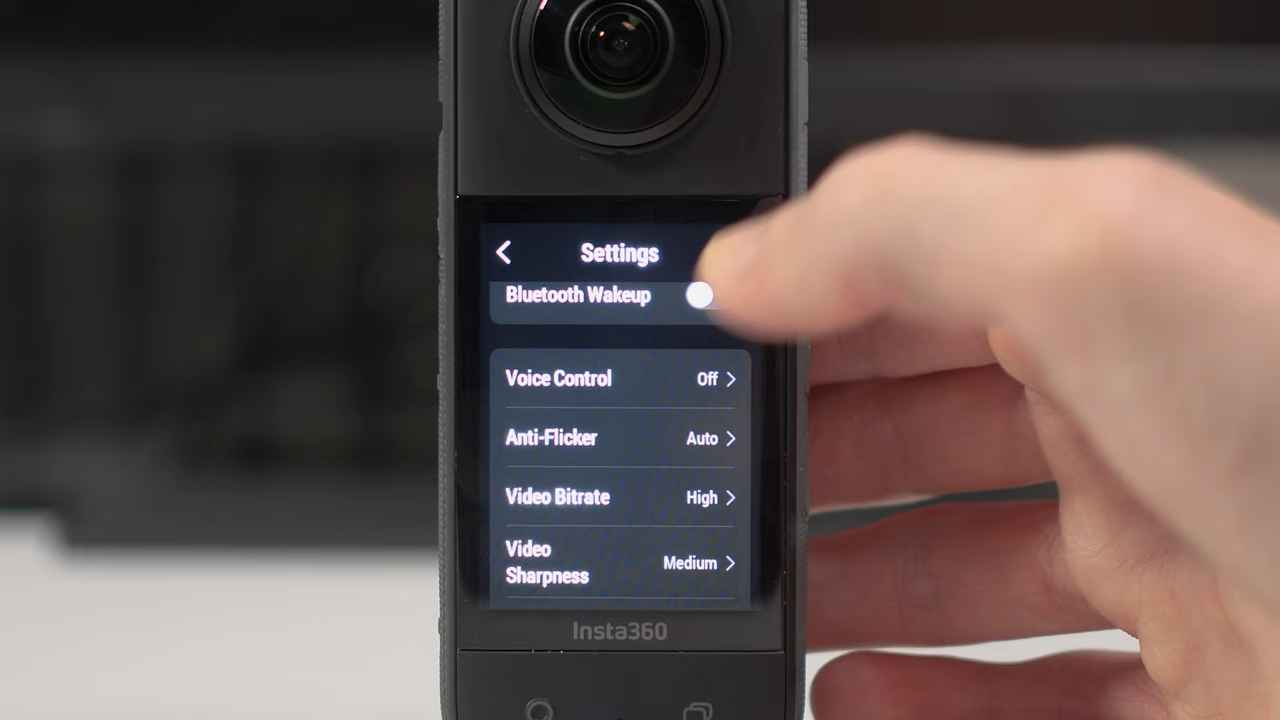 Settings
Bluetooth Wakeup
Voice Control Off
Anti-Flicker Auto
Video Bitrate High
Video
Sharpness Medium
Insta360